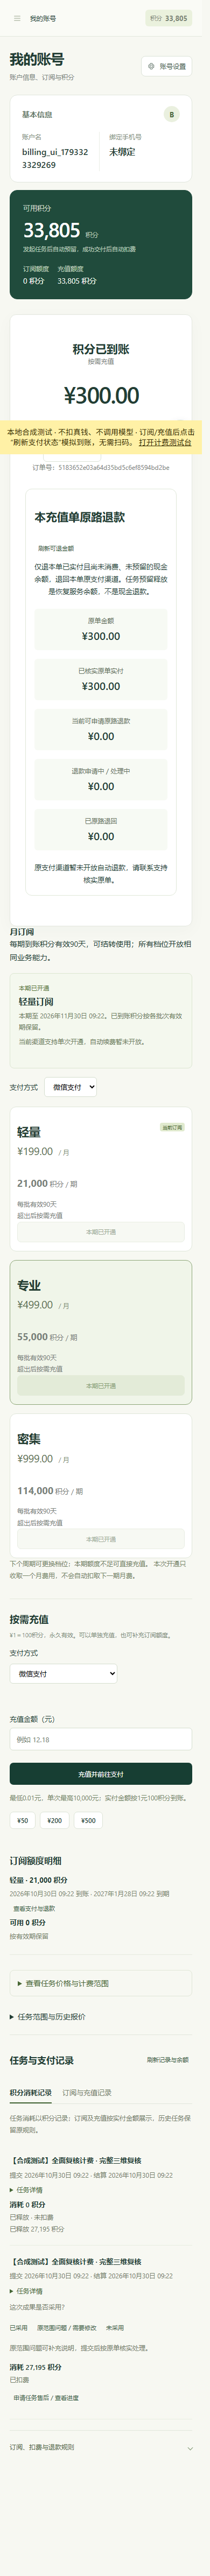 我的账号
积分 33,805
我的账号
账户信息、订阅与积分
账号设置
基本信息
B
账户名
绑定手机号
billing_ui_179332
3329269
未绑定
可用积分
33,805 积分
发起任务后自动预留，成功交付后自动扣费
订阅额度
充值额度
0 积分
33,805 积分
积分已到账
按需充值
¥300.00
本地合成测试 · 不扣真钱、不调用模型 · 订阅/充值后点击
“刷新支付状态”模拟到账，无需扫码。 打开计费测试台
订单号：5183652e03a64d35bd5c6ef8594bd2be
本充值单原路退款
刷新可退金额
仅退本单已实付且尚未消费、未预留的现金
余额，退回本单原支付渠道。任务预留释放
是恢复服务余额，不是现金退款。
原单金额
¥300.00
已核实原单实付
¥300.00
当前可申请原路退款
¥0.00
退款申请中 / 处理中
¥0.00
已原路退回
¥0.00
原支付渠道暂未开放自动退款，请联系支持
核实原单。
月订阅
每期到账积分有效90天，可结转使用；所有档位开放相
同业务能力。
本期已开通
轻量订阅
本期至 2026年11月30日 09:22。已到账积分按各批次有效
期保留。
当前渠道支持单次开通，自动续费暂未开放。
支付方式
微信支付
轻量
当前订阅
¥199.00 / 月
21,000 积分 / 期
每批有效90天
超出后按需充值
本期已开通
专业
¥499.00 / 月
55,000 积分 / 期
每批有效90天
超出后按需充值
本期已开通
密集
¥999.00 / 月
114,000 积分 / 期
每批有效90天
超出后按需充值
本期已开通
下个周期可更换档位；本期额度不足可直接充值。 本次开通只
收取一个月费用，不会自动扣取下一期月费。
按需充值
¥1＝100积分，永久有效。可以单独充值，也可补充订阅额度。
支付方式
微信支付
充值金额（元）
例如 12.18
充值并前往支付
最低0.01元，单次最高10,000元；实付金额按1元100积分到账。
¥50
¥200
¥500
订阅额度明细
轻量 · 21,000 积分
2026年10月30日 09:22 到账 · 2027年1月28日 09:22 到期
查看支付与退款
可用 0 积分
按有效期保留
查看任务价格与计费范围
任务范围与历史报价
任务与支付记录
刷新记录与余额
积分消耗记录
订阅与充值记录
任务消耗以积分记录；订阅及充值按实付金额展示，历史任务保
留原规则。
【合成测试】全面复核计费 · 完整三维复核
提交 2026年10月30日 09:22 · 结算 2026年10月30日 09:22
任务详情
消耗 0 积分
已释放 · 未扣费
已释放 27,195 积分
【合成测试】全面复核计费 · 完整三维复核
提交 2026年10月30日 09:22 · 结算 2026年10月30日 09:22
任务详情
这次成果是否采用？
已采用
原范围问题 / 需要修改
未采用
原范围问题可补充说明，提交后按原单核实处理。
消耗 27,195 积分
已扣费
申请任务售后 / 查看进度
订阅、扣费与退款规则